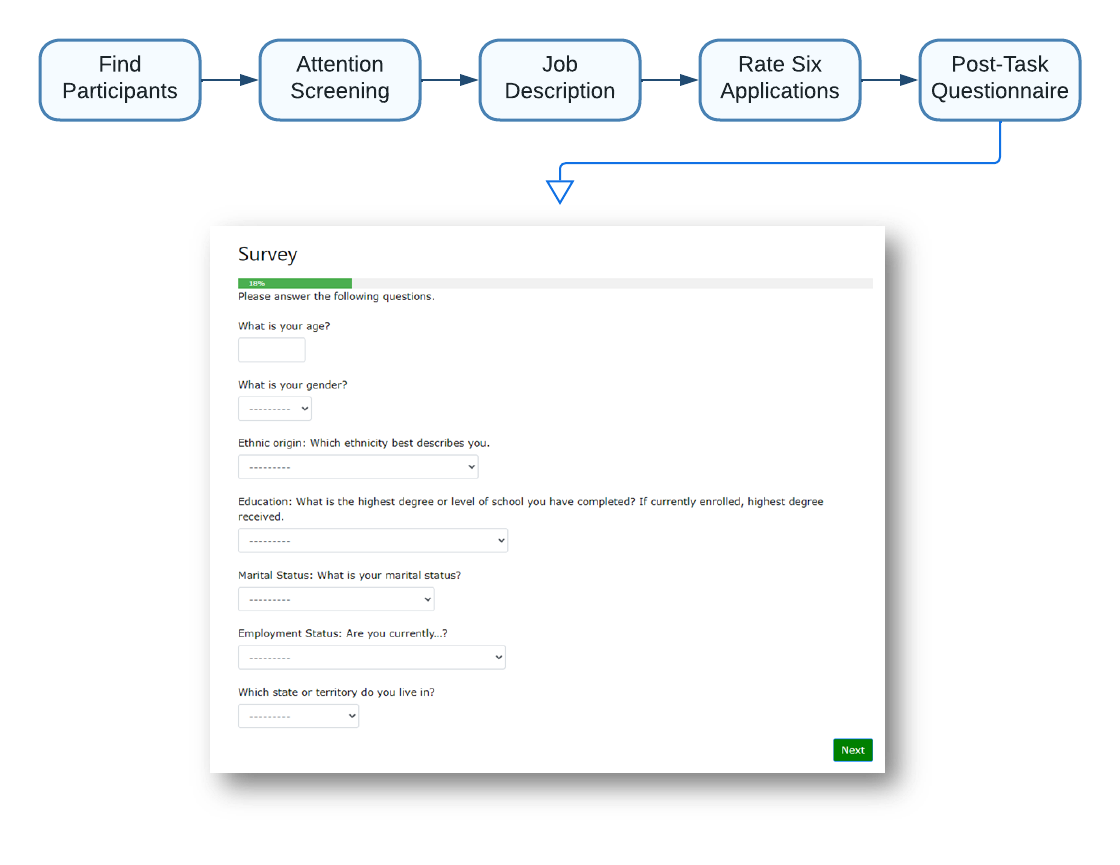 Find
Participants
Attention
Screening
Job
Description
Rate Six
Applications
Post-Task
Questionnaire
Survey
18%
Please answer the following questions.
What is your age?
What is your gender?
---------
Ethnic origin: Which ethnicity best describes you.
---------
Education: What is the highest degree or level of school you have completed? If currently enrolled, highest degree
received.
---------
Marital Status: What is your marital status?
---------
Employment Status: Are you currently...?
---------
Which state or territory do you live in?
---------
Next